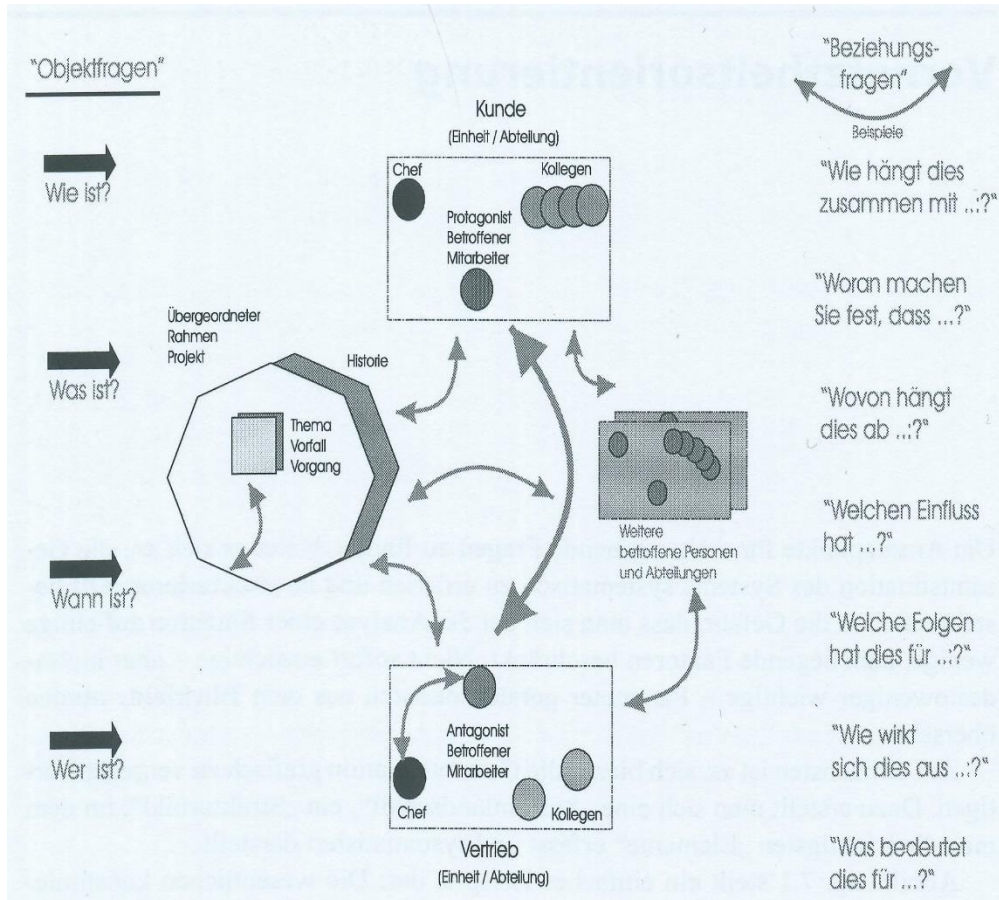 "Objektfragen"
Wie ist?
Was ist?
Wann ist?
Wer ist?
Kunde
(Einheit / Abteilung)
Chef
Kollegen
Protagonist
Betroffener
Mitarbeiter
Übergeordneter
Rahmen
Projekt
Historie
Thema
Vorfall
Vorgang
Weitere
betroffene Personen
und Abteilungen
Antagonist
Betroffener
Mitarbeiter
Chef
Kollegen
Vertrieb
(Einheit / Abteilung)
"Beziehungs-
fragen"
Beispiele
"Wie hängt dies
zusammen mit ..:?"
"Woran machen
Sie fest, dass ...?"
"Wovon hängt
dies ab ..:?"
"Welchen Einfluss
hat ...?"
"Welche Folgen
hat dies für ..:?"
"Wie wirkt
sich dies aus ..:?"
"Was bedeutet
dies für ...?"